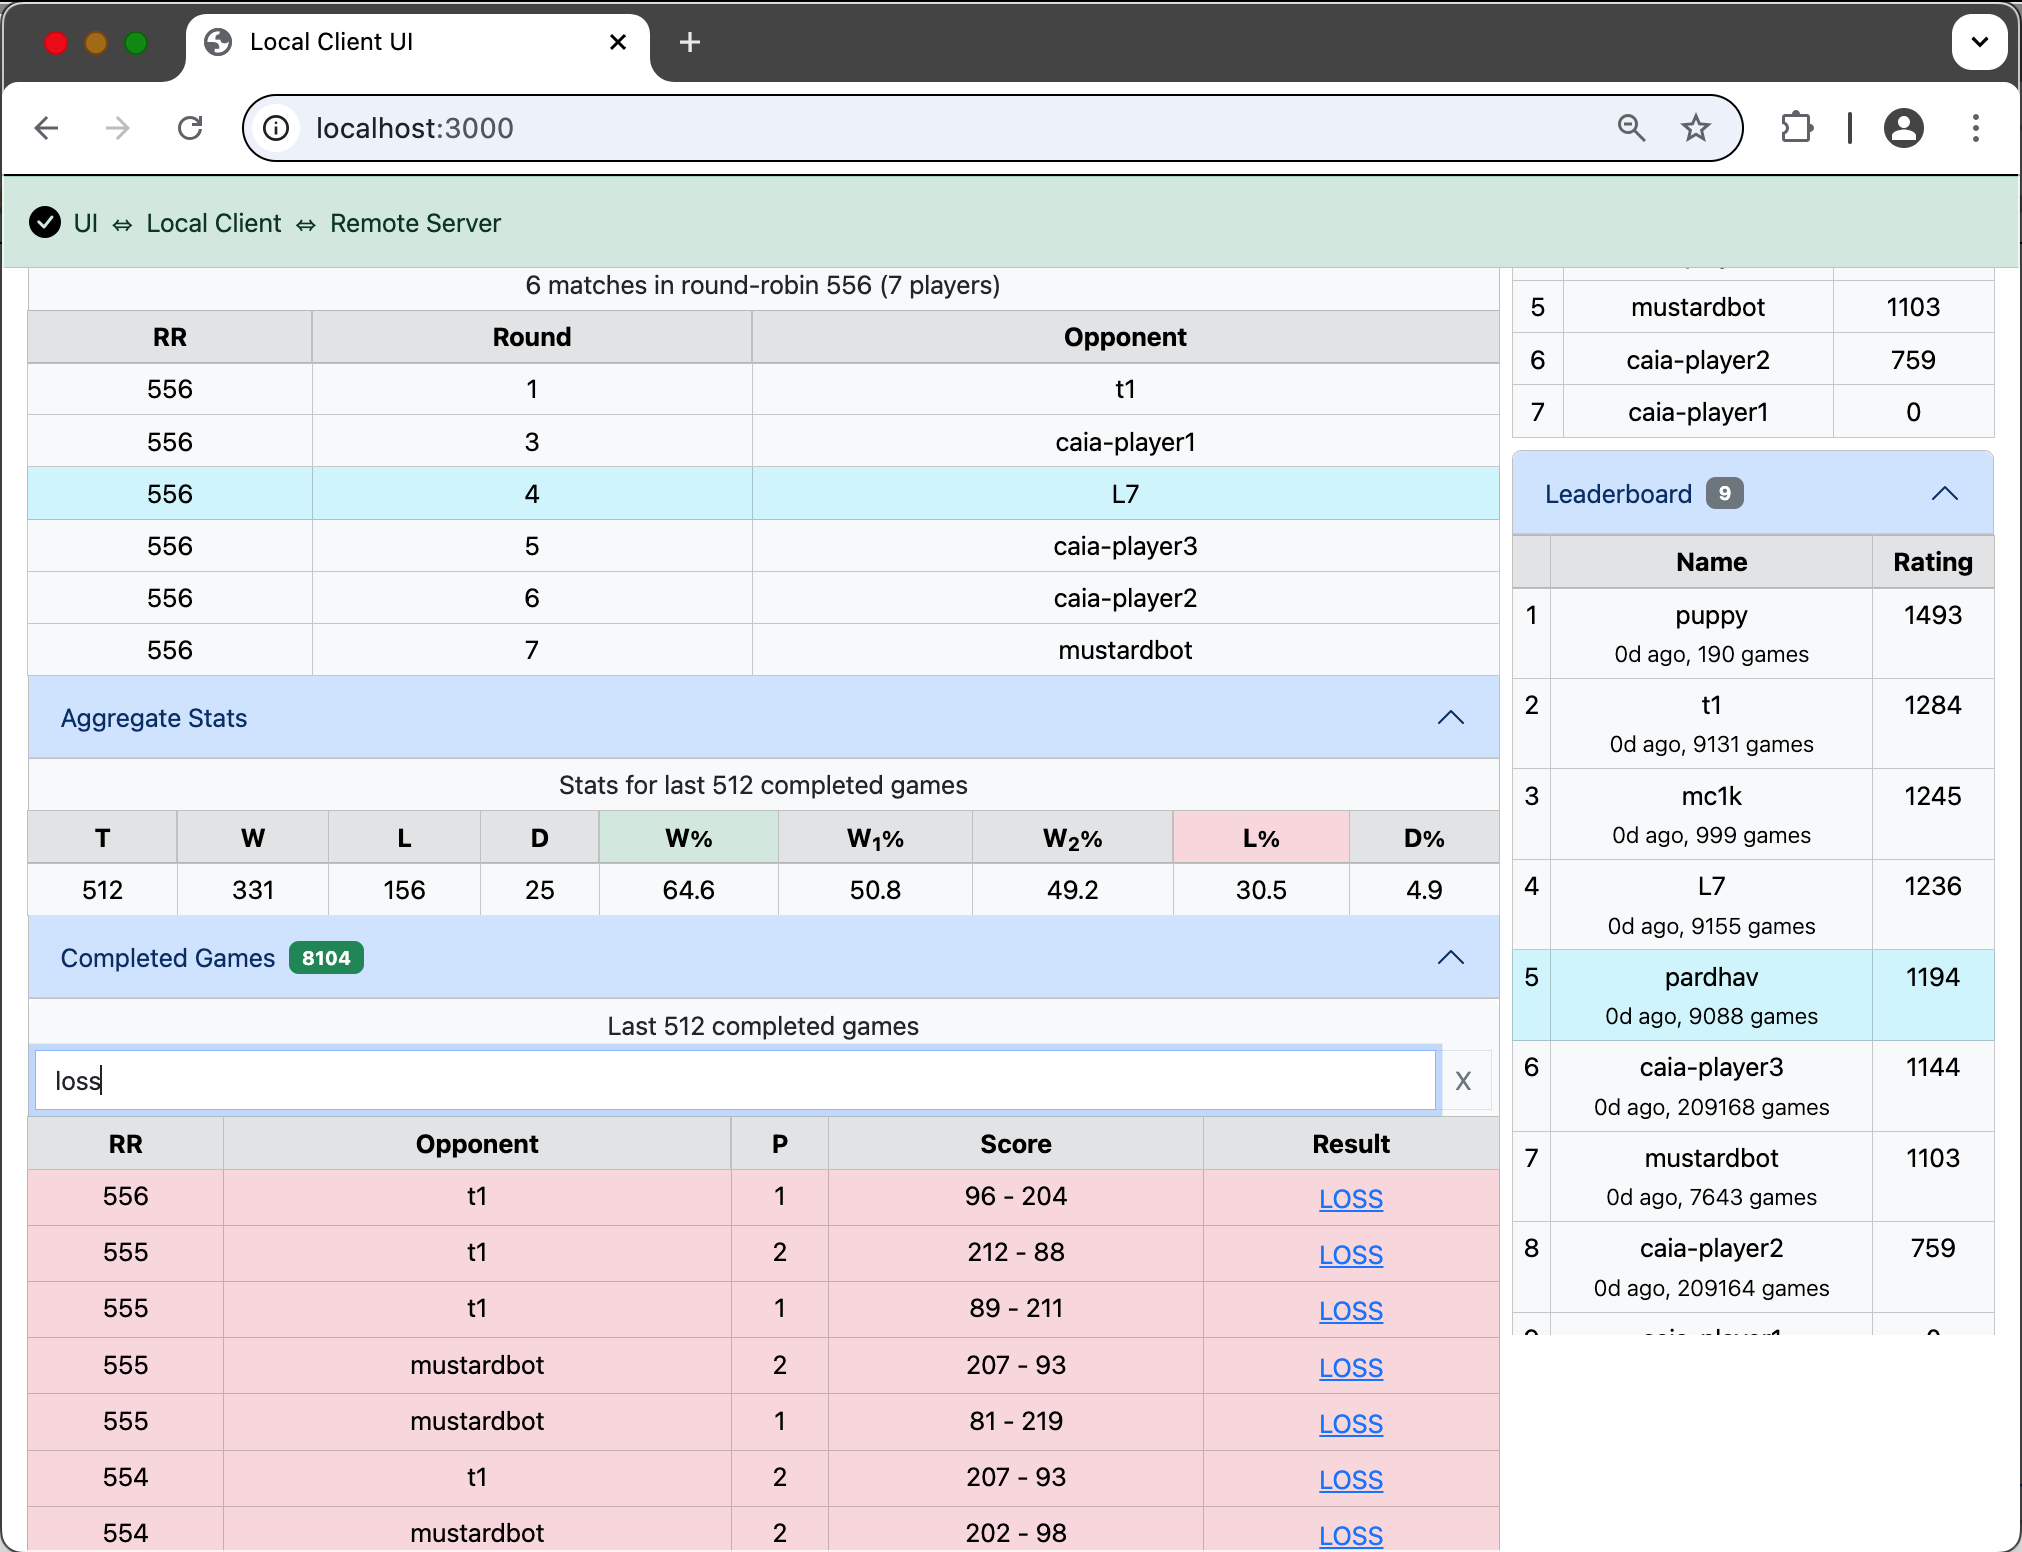 Local Client UI
localhost:3000
UI ⇔ Local Client ⇔ Remote Server
6 matches in round-robin 556 (7 players)
RR Round Opponent
556 1 t1
556 3 caia-player1
556 4 L7
556 5 caia-player3
556 6 caia-player2
556 7 mustardbot
Aggregate Stats
Stats for last 512 completed games
T W L D W% W₁% W₂% L% D%
512 331 156 25 64.6 50.8 49.2 30.5 4.9
Completed Games 8104
Last 512 completed games
loss
X
RR Opponent P Score Result
556 t1 1 96 - 204 LOSS
555 t1 2 212 - 88 LOSS
555 t1 1 89 - 211 LOSS
555 mustardbot 2 207 - 93 LOSS
555 mustardbot 1 81 - 219 LOSS
554 t1 2 207 - 93 LOSS
554 mustardbot 2 202 - 98 LOSS
5 mustardbot 1103
6 caia-player2 759
7 caia-player1 0
Leaderboard 9
Name Rating
1 puppy 1493
0d ago, 190 games
2 t1 1284
0d ago, 9131 games
3 mc1k 1245
0d ago, 999 games
4 L7 1236
0d ago, 9155 games
5 pardhav 1194
0d ago, 9088 games
6 caia-player3 1144
0d ago, 209168 games
7 mustardbot 1103
0d ago, 7643 games
8 caia-player2 759
0d ago, 209164 games